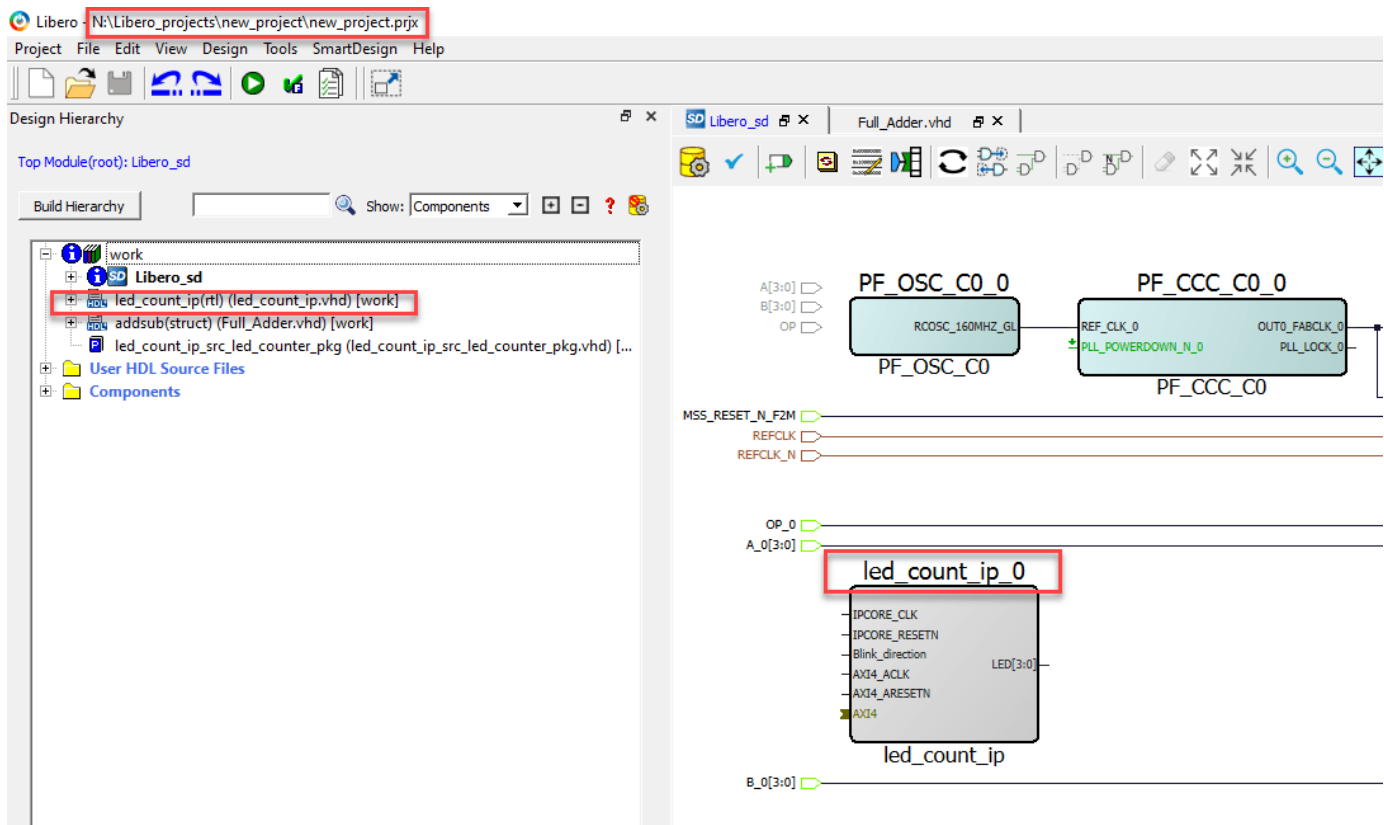 Libero - N:\Libero_projects\new_project\new_project.prjx
Project File Edit View Design Tools SmartDesign Help
Design Hierarchy
Top Module(root): Libero_sd
Build Hierarchy
Show: Components
work
Libero_sd
led_count_ip(rtl) (led_count_ip.vhd) [work]
addsub(struct) (Full_Adder.vhd) [work]
led_count_ip_src_led_counter_pkg (led_count_ip_src_led_counter_pkg.vhd) [...
User HDL Source Files
Components
SD Libero_sd
Full_Adder.vhd
A[3:0]
B[3:0]
OP
PF_OSC_C0_0
RCOSC_160MHZ_GL
PF_OSC_C0
PF_CCC_C0_0
REF_CLK_0
OUT0_FABCLK_0
PLL_POWERDOWN_N_0
PLL_LOCK_0
PF_CCC_C0
MSS_RESET_N_F2M
REFCLK
REFCLK_N
OP_0
A_0[3:0]
led_count_ip_0
IPCORE_CLK
IPCORE_RESETN
Blink_direction
LED[3:0]
AXI4_ACLK
AXI4_ARESETN
AXI4
led_count_ip
B_0[3:0]